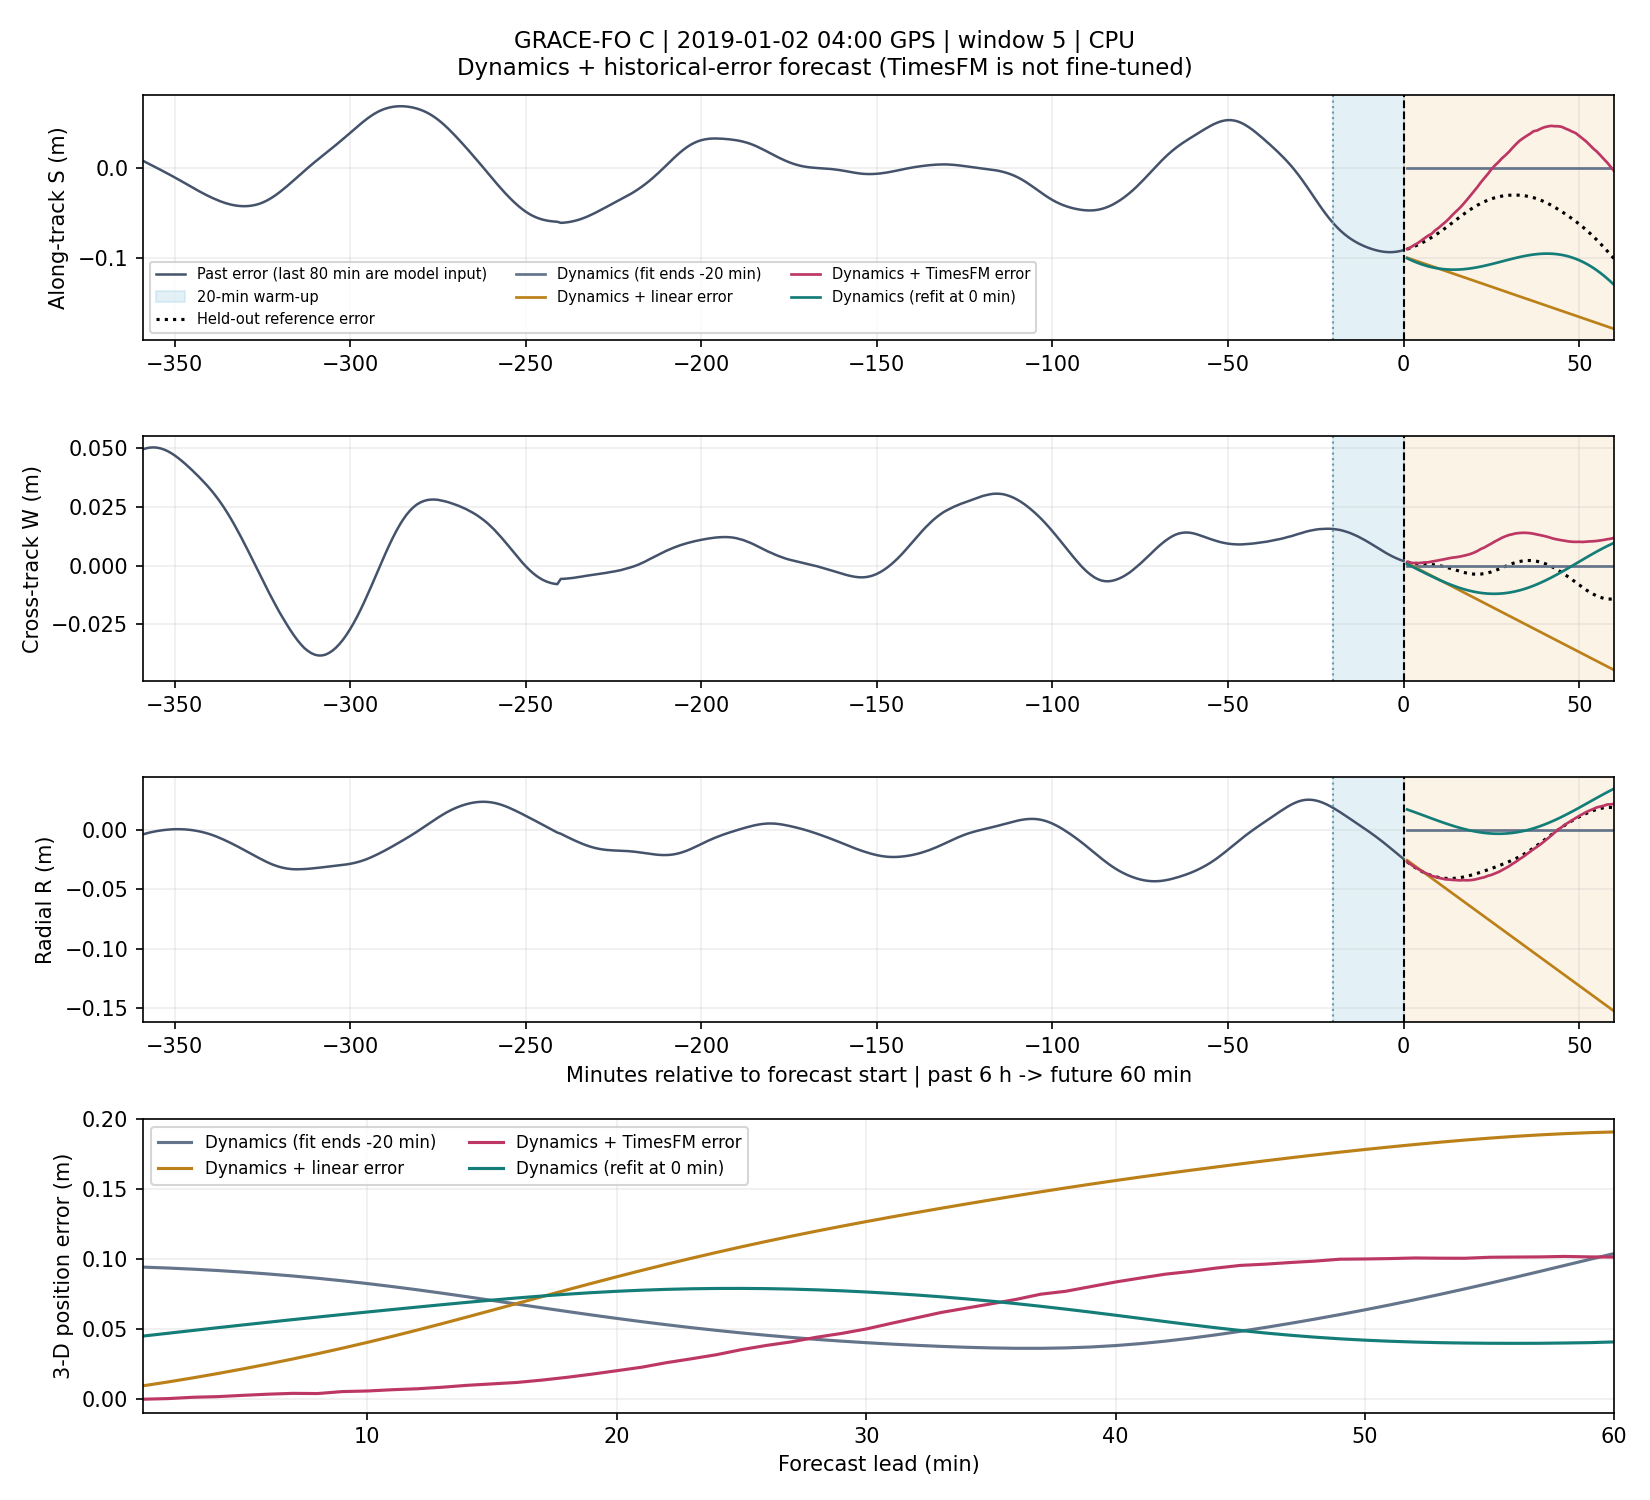 GRACE-FO C | 2019-01-02 04:00 GPS | window 5 | CPU
Dynamics + historical-error forecast (TimesFM is not fine-tuned)
Along-track S (m)
0.0
−0.1
Past error (last 80 min are model input)
20-min warm-up
Held-out reference error
Dynamics (fit ends -20 min)
Dynamics + linear error
Dynamics + TimesFM error
Dynamics (refit at 0 min)
−350 −300 −250 −200 −150 −100 −50 0 50
Cross-track W (m)
0.050
0.025
0.000
−0.025
−350 −300 −250 −200 −150 −100 −50 0 50
Radial R (m)
0.00
−0.05
−0.10
−0.15
−350 −300 −250 −200 −150 −100 −50 0 50
Minutes relative to forecast start | past 6 h -> future 60 min
3-D position error (m)
0.20
0.15
0.10
0.05
0.00
Dynamics (fit ends -20 min)
Dynamics + linear error
Dynamics + TimesFM error
Dynamics (refit at 0 min)
10 20 30 40 50 60
Forecast lead (min)